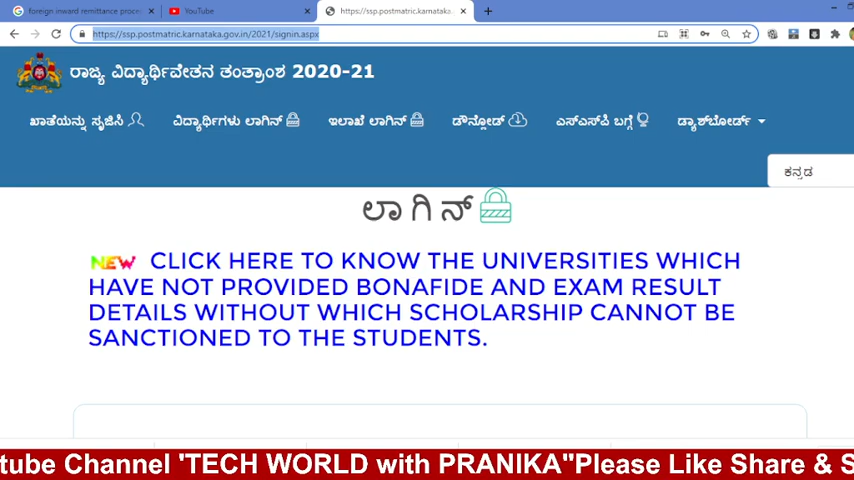 foreign inward remittance proce
YouTube
https://ssp.postmatric.karnataka.
https://ssp.postmatric.karnataka.gov.in/2021/signin.aspx
ರಾಜ್ಯ ವಿದ್ಯಾರ್ಥಿವೇತನ ತಂತ್ರಾಂಶ 2020-21
ಖಾತೆಯನ್ನು ಸೃಜಿಸಿ ವಿದ್ಯಾರ್ಥಿಗಳು ಲಾಗಿನ್ ಇಲಾಖೆ ಲಾಗಿನ್ ಡೌನ್ಲೋಡ್ ಎಸ್ಎಸ್‌ಪಿ ಬಗ್ಗೆ ಡ್ಯಾಶ್‌ಬೋರ್ಡ್
ಕನ್ನಡ
ಲಾಗಿನ್
NEW CLICK HERE TO KNOW THE UNIVERSITIES WHICH
HAVE NOT PROVIDED BONAFIDE AND EXAM RESULT
DETAILS WITHOUT WHICH SCHOLARSHIP CANNOT BE
SANCTIONED TO THE STUDENTS.
tube Channel 'TECH WORLD with PRANIKA"Please Like Share & S